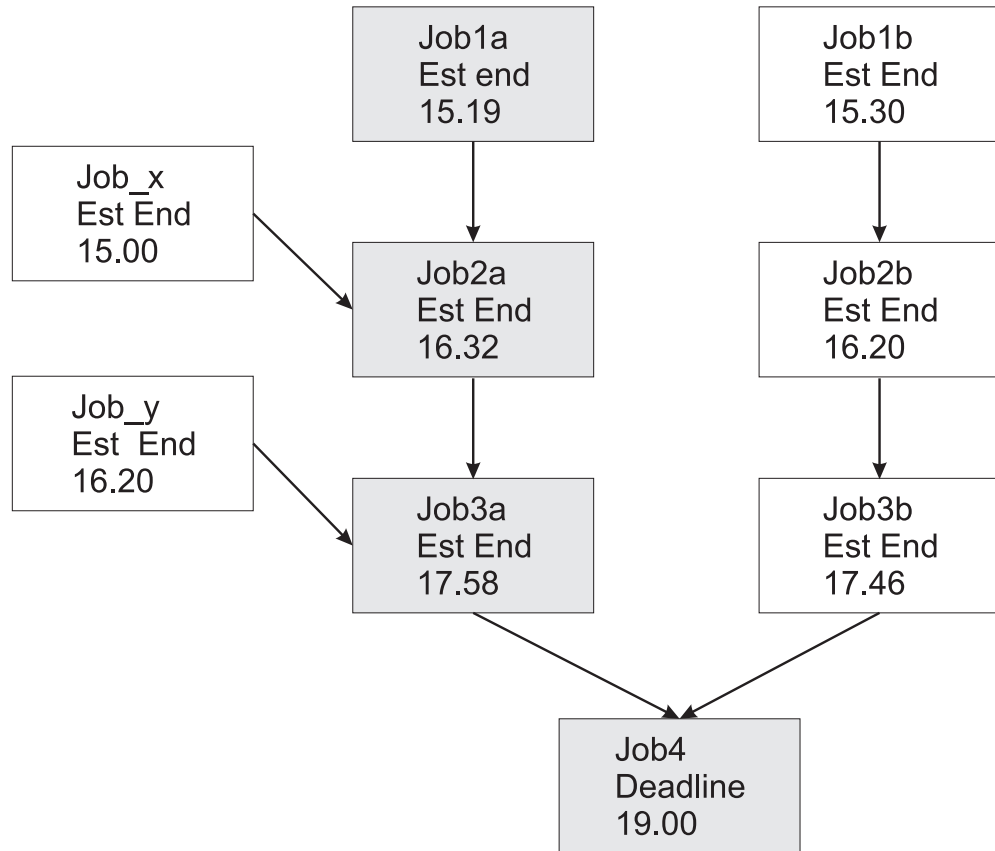 Job1a
Est end
15.19
Job1b
Est End
15.30
Job_x
Est End
15.00
Job2a
Est End
16.32
Job2b
Est End
16.20
Job_y
Est  End
16.20
Job3a
Est End
17.58
Job3b
Est End
17.46
Job4
Deadline
19.00